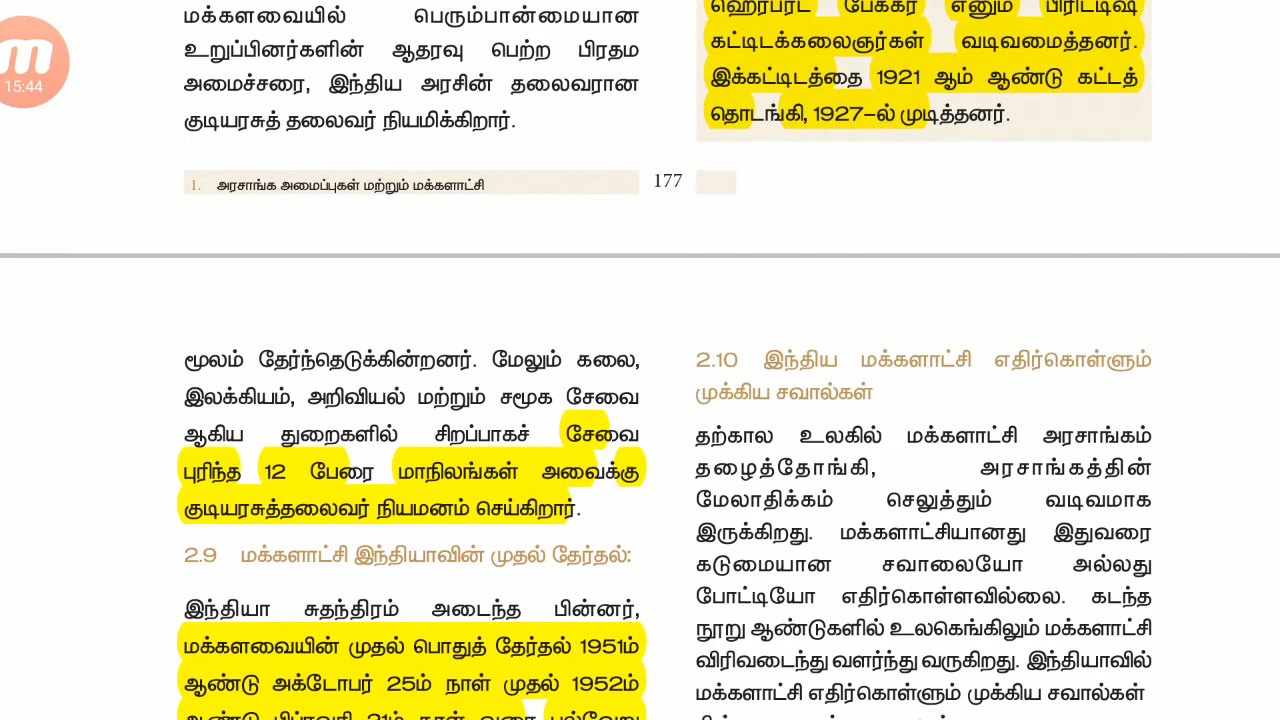 15:44
மக்களவையில் பெரும்பான்மையான
உறுப்பினர்களின் ஆதரவு பெற்ற பிரதம
அமைச்சரை, இந்திய அரசின் தலைவரான
குடியரசுத் தலைவர் நியமிக்கிறார்.
ஹெர்பர்ட் பேக்கர் எனும் பிரிட்டிஷ்
கட்டிடக்கலைஞர்கள் வடிவமைத்தனர்.
இக்கட்டிடத்தை 1921 ஆம் ஆண்டு கட்டத்
தொடங்கி, 1927–ல் முடித்தனர்.
1. அரசாங்க அமைப்புகள் மற்றும் மக்களாட்சி
177
மூலம் தேர்ந்தெடுக்கின்றனர். மேலும் கலை,
இலக்கியம், அறிவியல் மற்றும் சமூக சேவை
ஆகிய துறைகளில் சிறப்பாகச் சேவை
புரிந்த 12 பேரை மாநிலங்கள் அவைக்கு
குடியரசுத்தலைவர் நியமனம் செய்கிறார்.
2.9 மக்களாட்சி இந்தியாவின் முதல் தேர்தல்:
இந்தியா சுதந்திரம் அடைந்த பின்னர்,
மக்களவையின் முதல் பொதுத் தேர்தல் 1951ம்
ஆண்டு அக்டோபர் 25ம் நாள் முதல் 1952ம்
2.10 இந்திய மக்களாட்சி எதிர்கொள்ளும்
முக்கிய சவால்கள்
தற்கால உலகில் மக்களாட்சி அரசாங்கம்
தழைத்தோங்கி, அரசாங்கத்தின்
மேலாதிக்கம் செலுத்தும் வடிவமாக
இருக்கிறது. மக்களாட்சியானது இதுவரை
கடுமையான சவாலையோ அல்லது
போட்டியோ எதிர்கொள்ளவில்லை. கடந்த
நூறு ஆண்டுகளில் உலகெங்கிலும் மக்களாட்சி
விரிவடைந்து வளர்ந்து வருகிறது. இந்தியாவில்
மக்களாட்சி எதிர்கொள்ளும் முக்கிய சவால்கள்